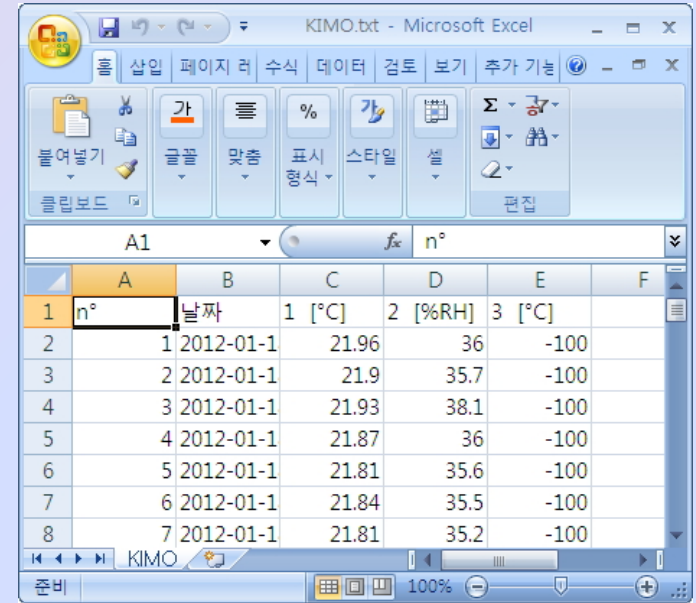 KIMO.txt - Microsoft Excel
홈 삽입 페이지 러 수식 데이터 검토 보기 추가 기능
붙여넣기 글꼴 맞춤 표시 형식 스타일 셀
클립보드 편집
A1 fx n°
A B C D E F
1 n° 날짜 1 [°C] 2 [%RH] 3 [°C]
2 1 2012-01-1 21.96 36 -100
3 2 2012-01-1 21.9 35.7 -100
4 3 2012-01-1 21.93 38.1 -100
5 4 2012-01-1 21.87 36 -100
6 5 2012-01-1 21.81 35.6 -100
7 6 2012-01-1 21.84 35.5 -100
8 7 2012-01-1 21.81 35.2 -100
KIMO
준비 100%